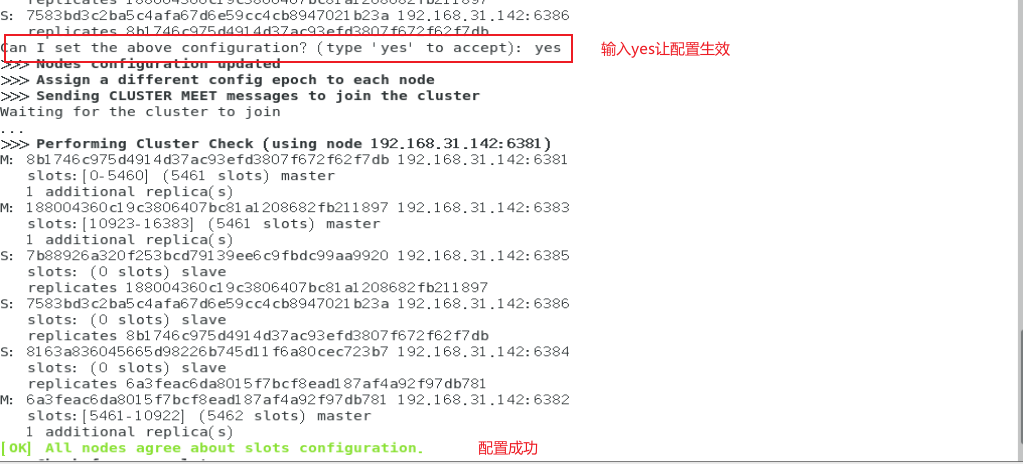 replicates 188004360c19c3806407bc81a1208682fb211897
S: 7583bd3c2ba5c4afa67d6e59cc4cb8947021b23a 192.168.31.142:6386
replicates 8b1746c975d4914d37ac93efd3807f672f62f7db
Can I set the above configuration? (type 'yes' to accept): yes 输入yes让配置生效
>>> Nodes configuration updated
>>> Assign a different config epoch to each node
>>> Sending CLUSTER MEET messages to join the cluster
Waiting for the cluster to join
...
>>> Performing Cluster Check (using node 192.168.31.142:6381)
M: 8b1746c975d4914d37ac93efd3807f672f62f7db 192.168.31.142:6381
slots:[0-5460] (5461 slots) master
1 additional replica(s)
M: 188004360c19c3806407bc81a1208682fb211897 192.168.31.142:6383
slots:[10923-16383] (5461 slots) master
1 additional replica(s)
S: 7b88926a320f253bcd79139ee6c9fbdc99aa9920 192.168.31.142:6385
slots: (0 slots) slave
replicates 188004360c19c3806407bc81a1208682fb211897
S: 7583bd3c2ba5c4afa67d6e59cc4cb8947021b23a 192.168.31.142:6386
slots: (0 slots) slave
replicates 8b1746c975d4914d37ac93efd3807f672f62f7db
S: 8163a836045665d98226b745d11f6a80cec723b7 192.168.31.142:6384
slots: (0 slots) slave
replicates 6a3feac6da8015f7bcf8ead187af4a92f97db781
M: 6a3feac6da8015f7bcf8ead187af4a92f97db781 192.168.31.142:6382
slots:[5461-10922] (5462 slots) master
1 additional replica(s)
[OK] All nodes agree about slots configuration. 配置成功